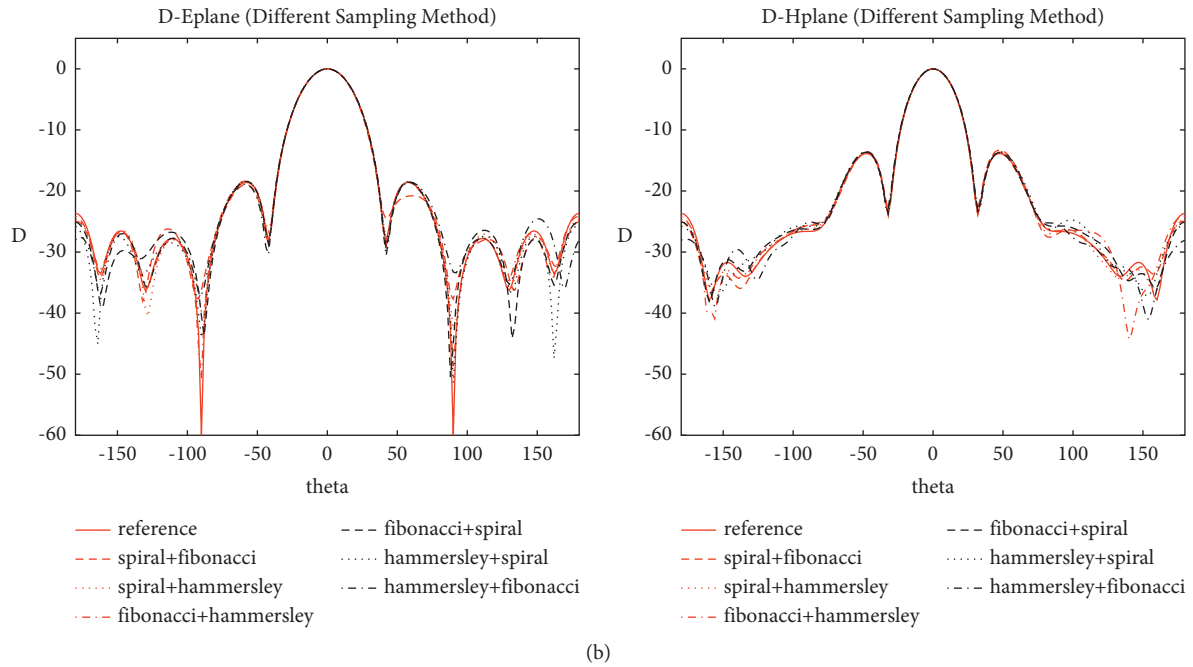 D-Eplane (Different Sampling Method)
0
-10
-20
D
-30
-40
-50
-60
-150
-100
-50
0
50
100
150
theta
reference
spiral+fibonacci
spiral+hammersley
fibonacci+hammersley
fibonacci+spiral
hammersley+spiral
hammersley+fibonacci
D-Hplane (Different Sampling Method)
0
-10
-20
D
-30
-40
-50
-60
-150
-100
-50
0
50
100
150
theta
reference
spiral+fibonacci
spiral+hammersley
fibonacci+hammersley
fibonacci+spiral
hammersley+spiral
hammersley+fibonacci
(b)